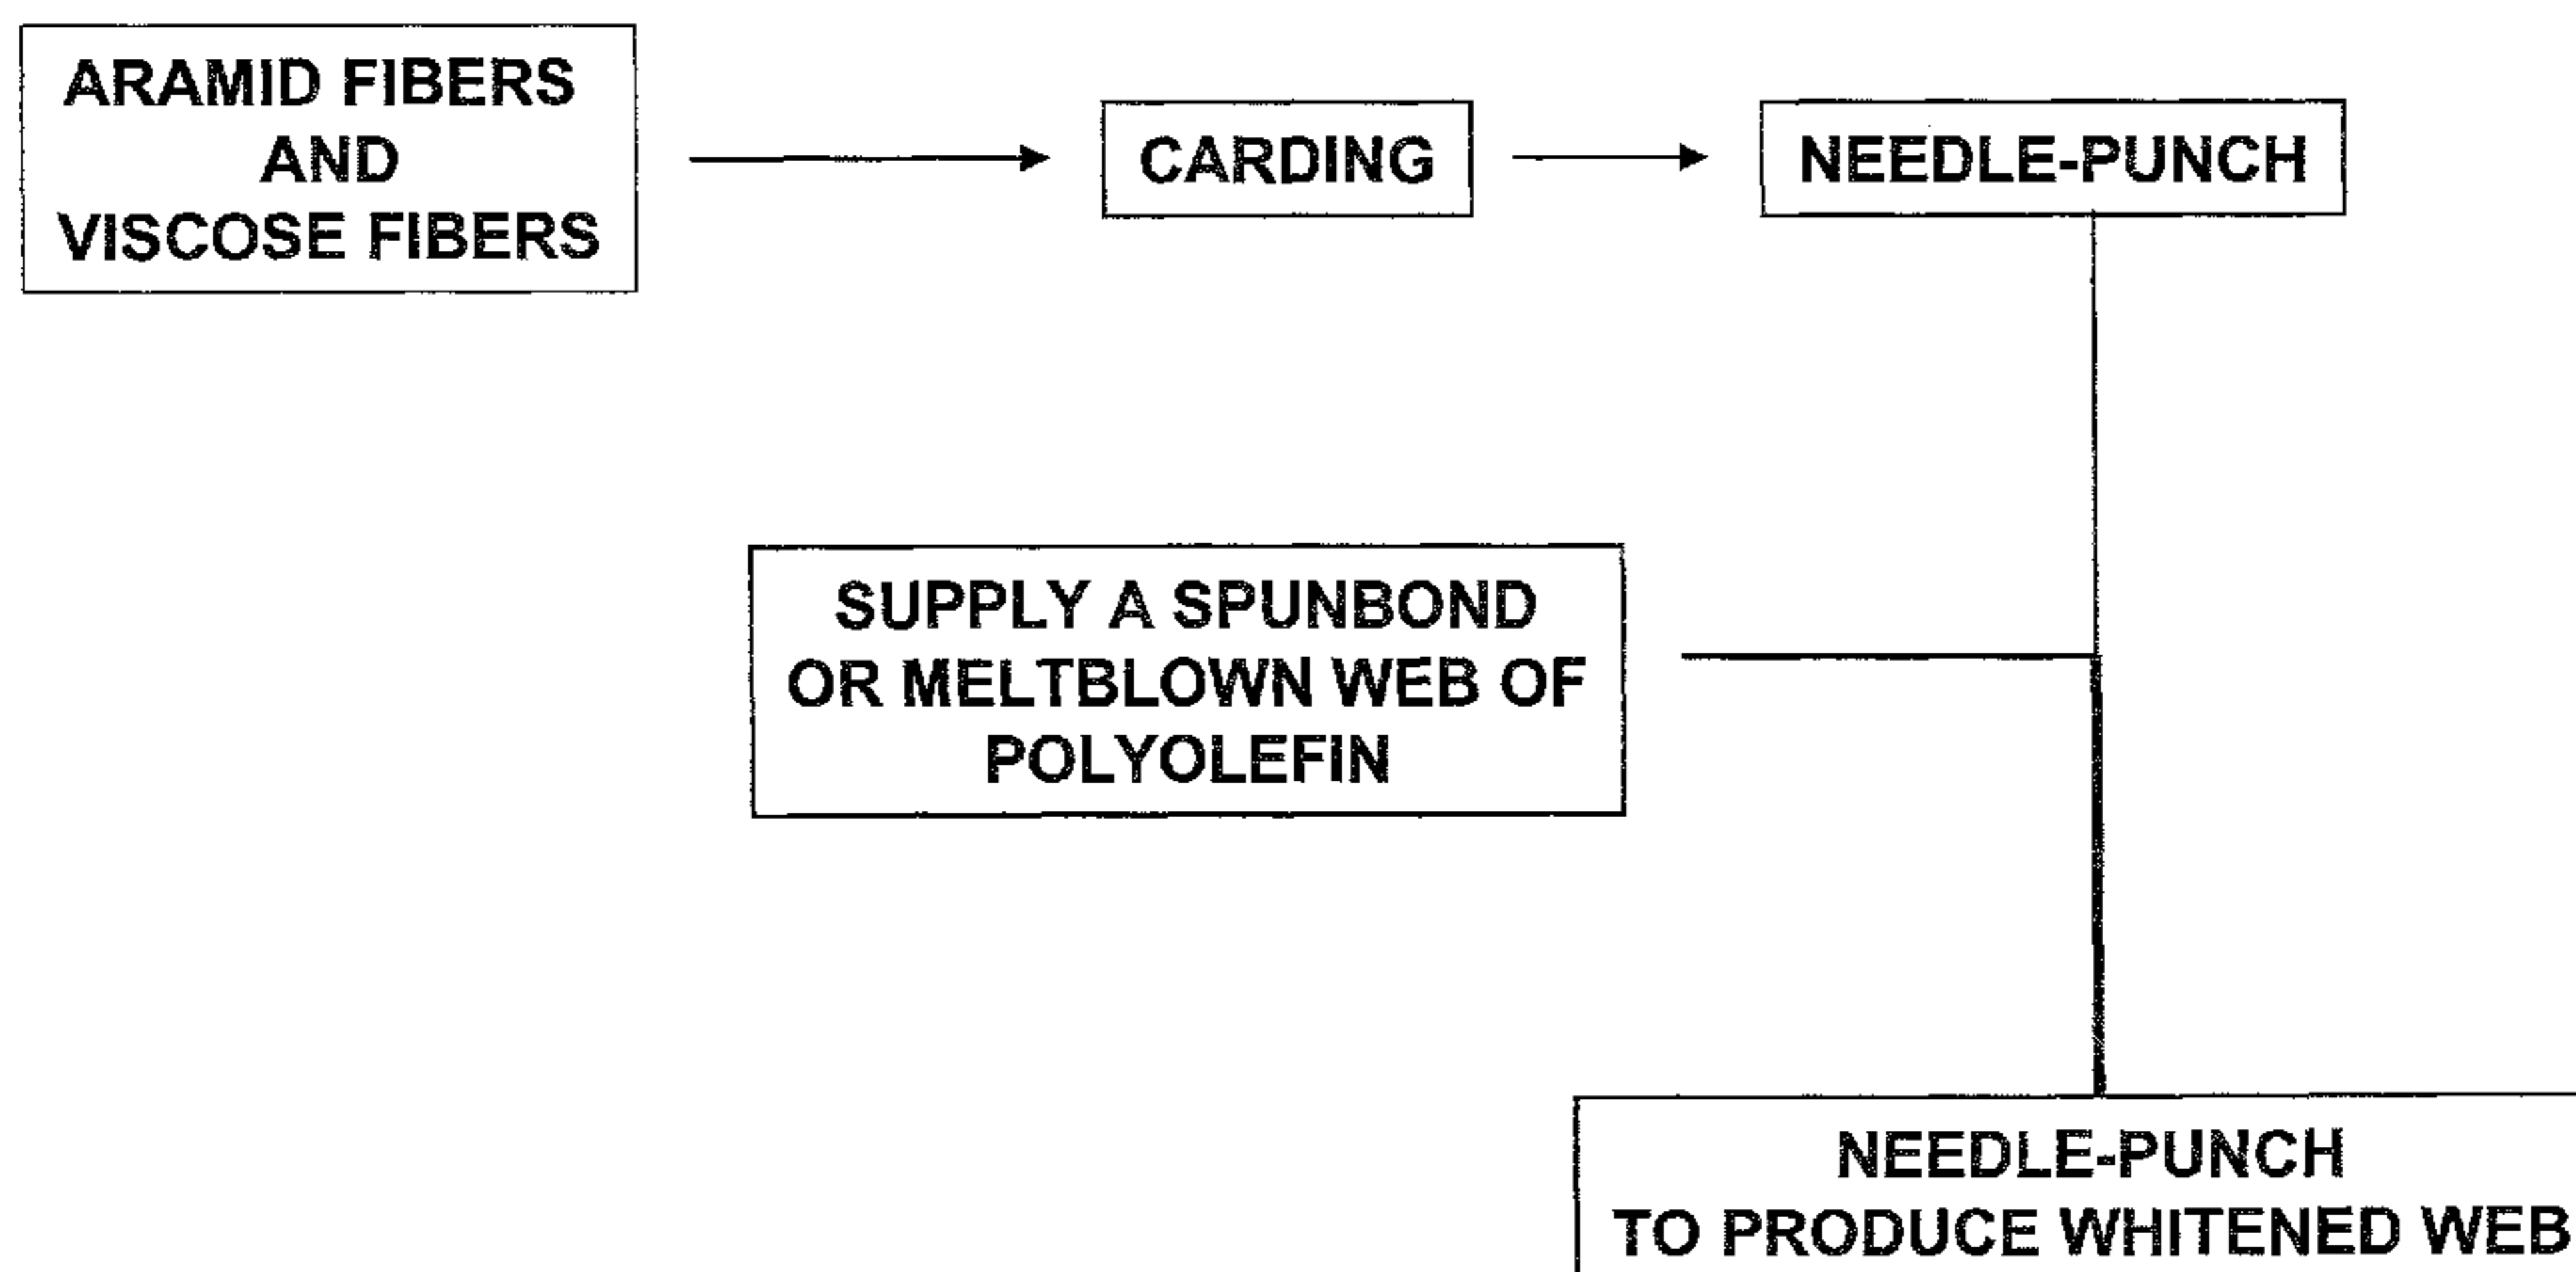 ARAMID FIBERS
AND
VISCOSE FIBERS
CARDING
NEEDLE-PUNCH
SUPPLY A SPUNBOND
OR MELTBLOWN WEB OF
POLYOLEFIN
NEEDLE-PUNCH
TO PRODUCE WHITENED WEB